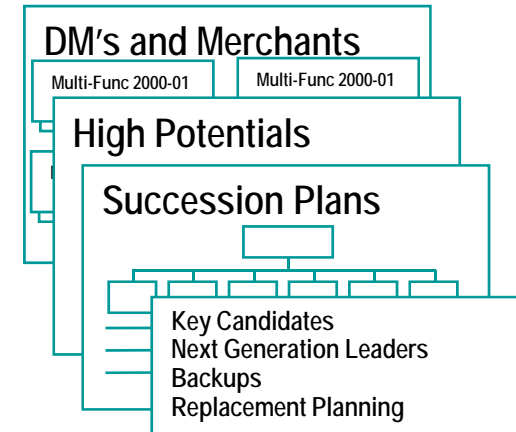 DM's and Merchants
Multi-Func 2000-01
Multi-Func 2000-01
High Potentials
Succession Plans
Key Candidates
Next Generation Leaders
Backups
Replacement Planning